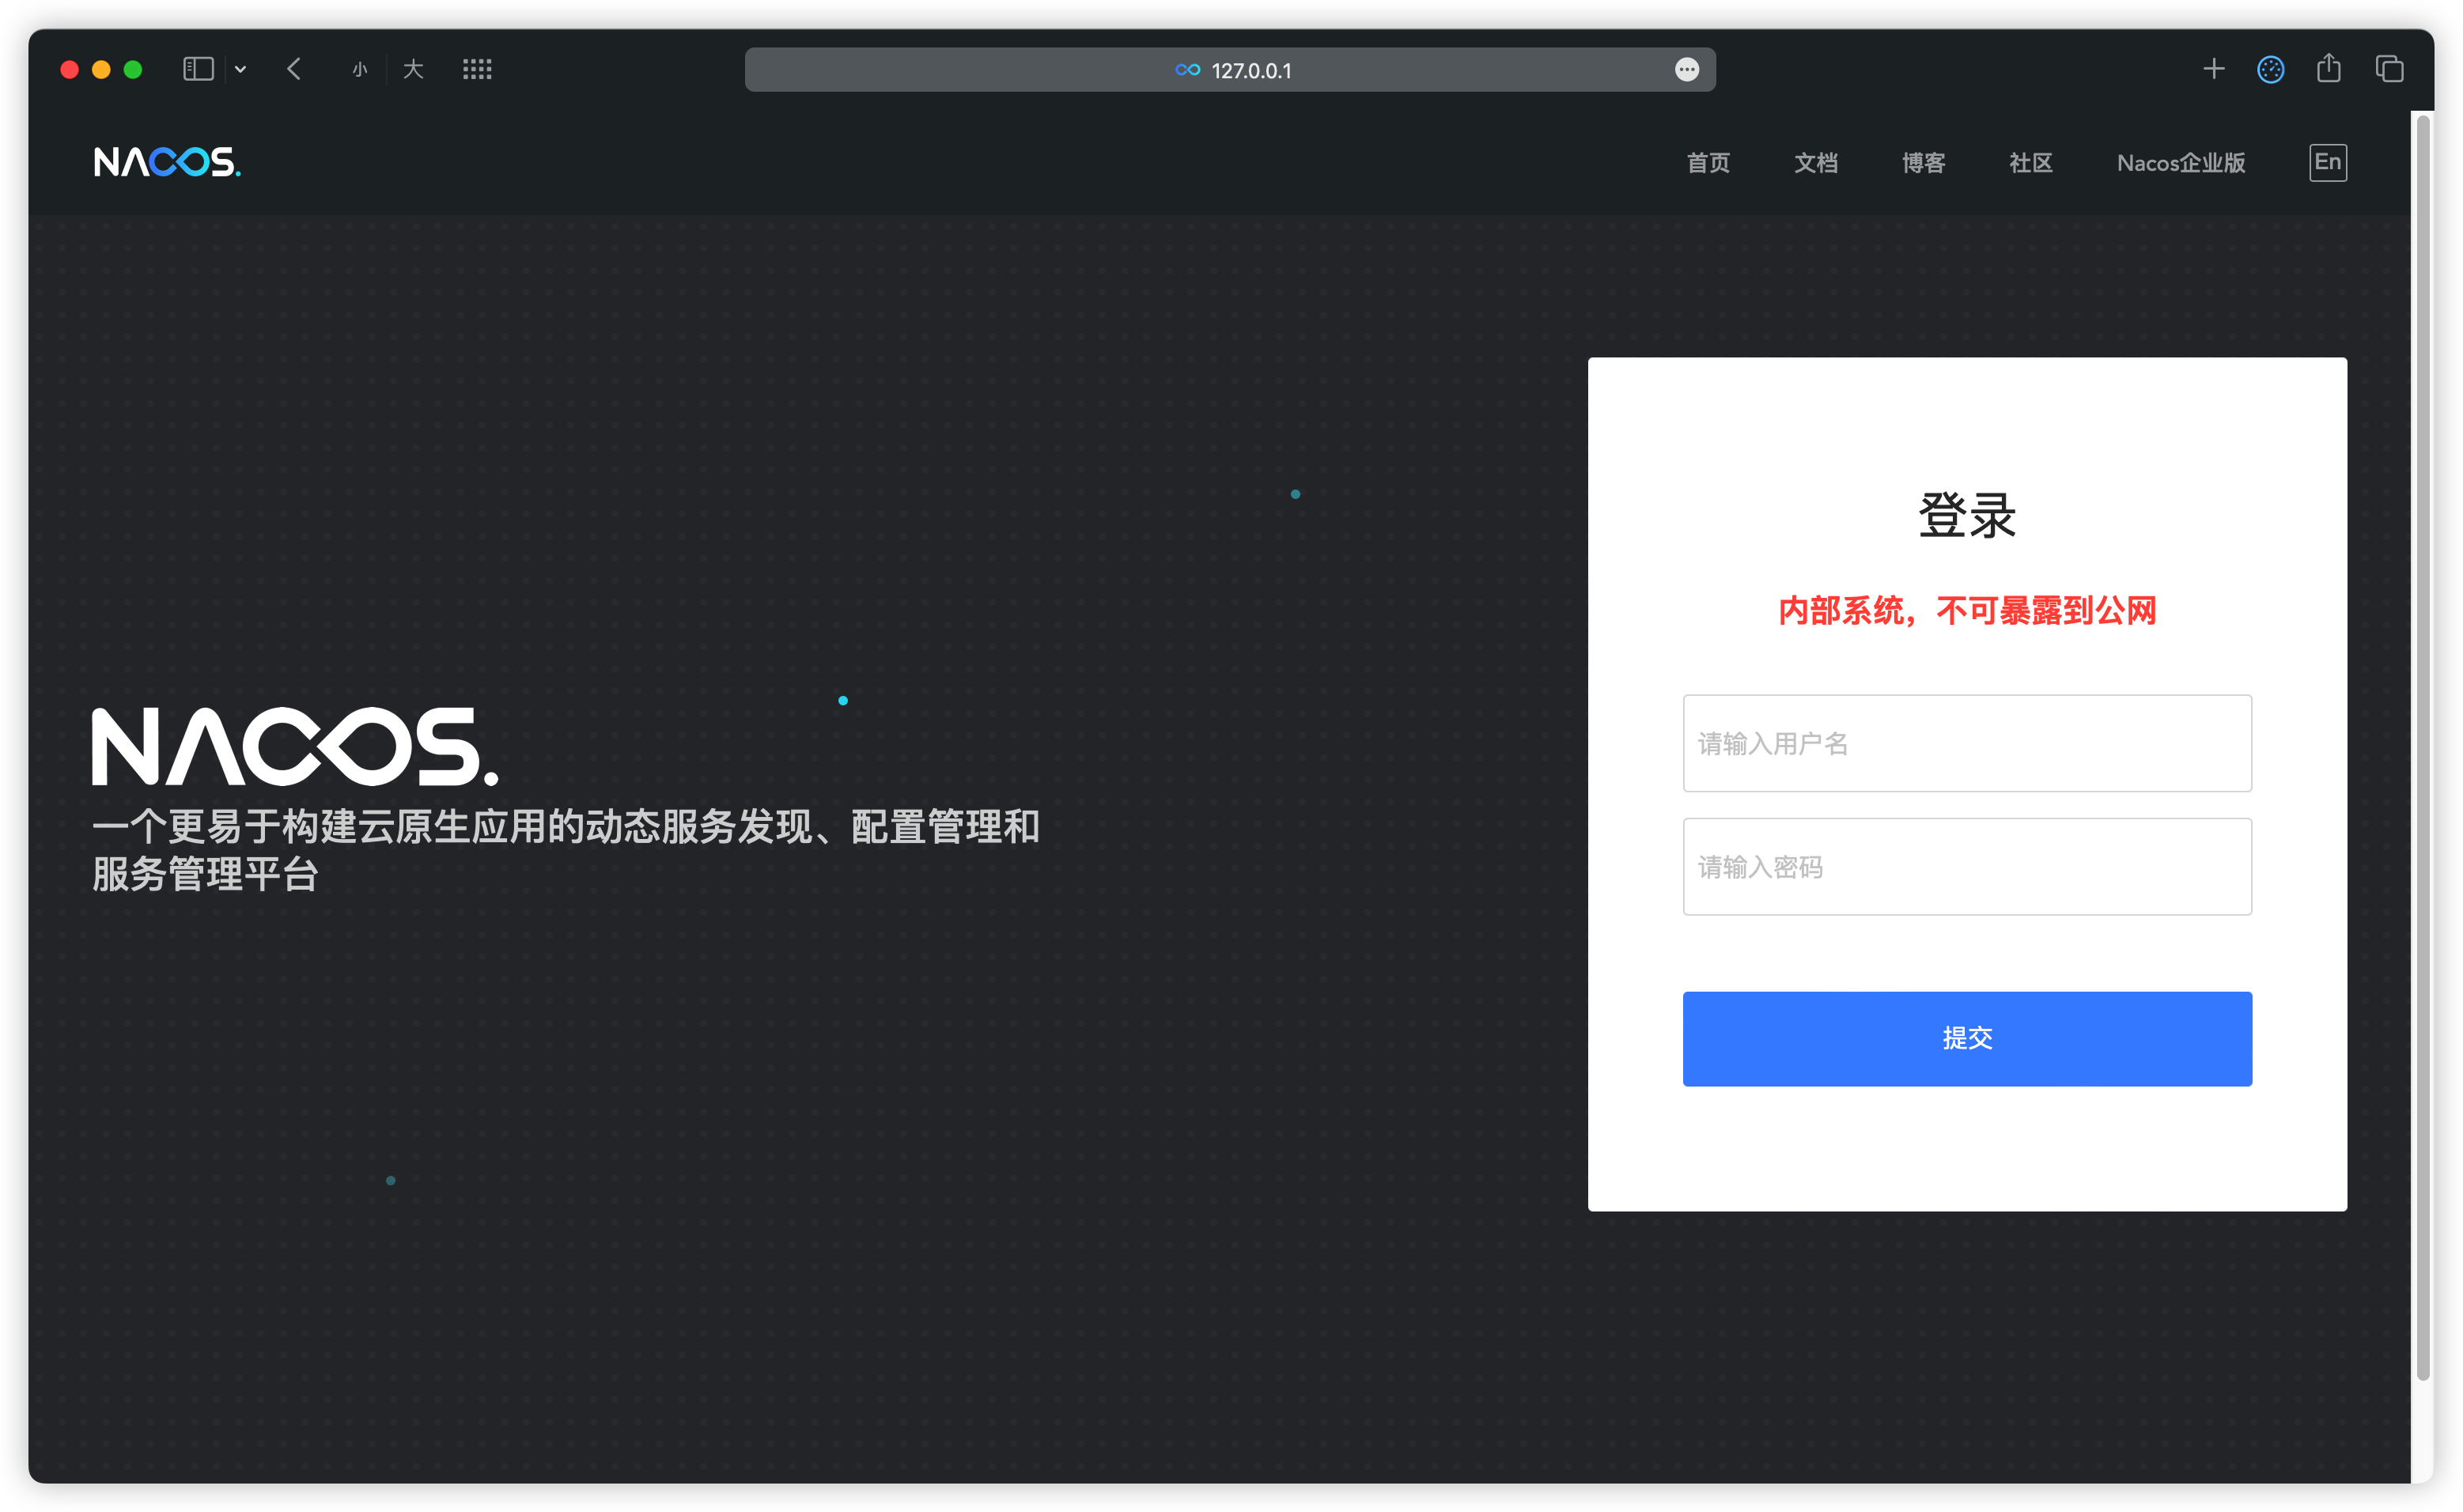 小 大
127.0.0.1
NACOS.
首页 文档 博客 社区 Nacos企业版 En
登录
内部系统，不可暴露到公网
请输入用户名
请输入密码
提交
NACOS.
一个更易于构建云原生应用的动态服务发现、配置管理和
服务管理平台